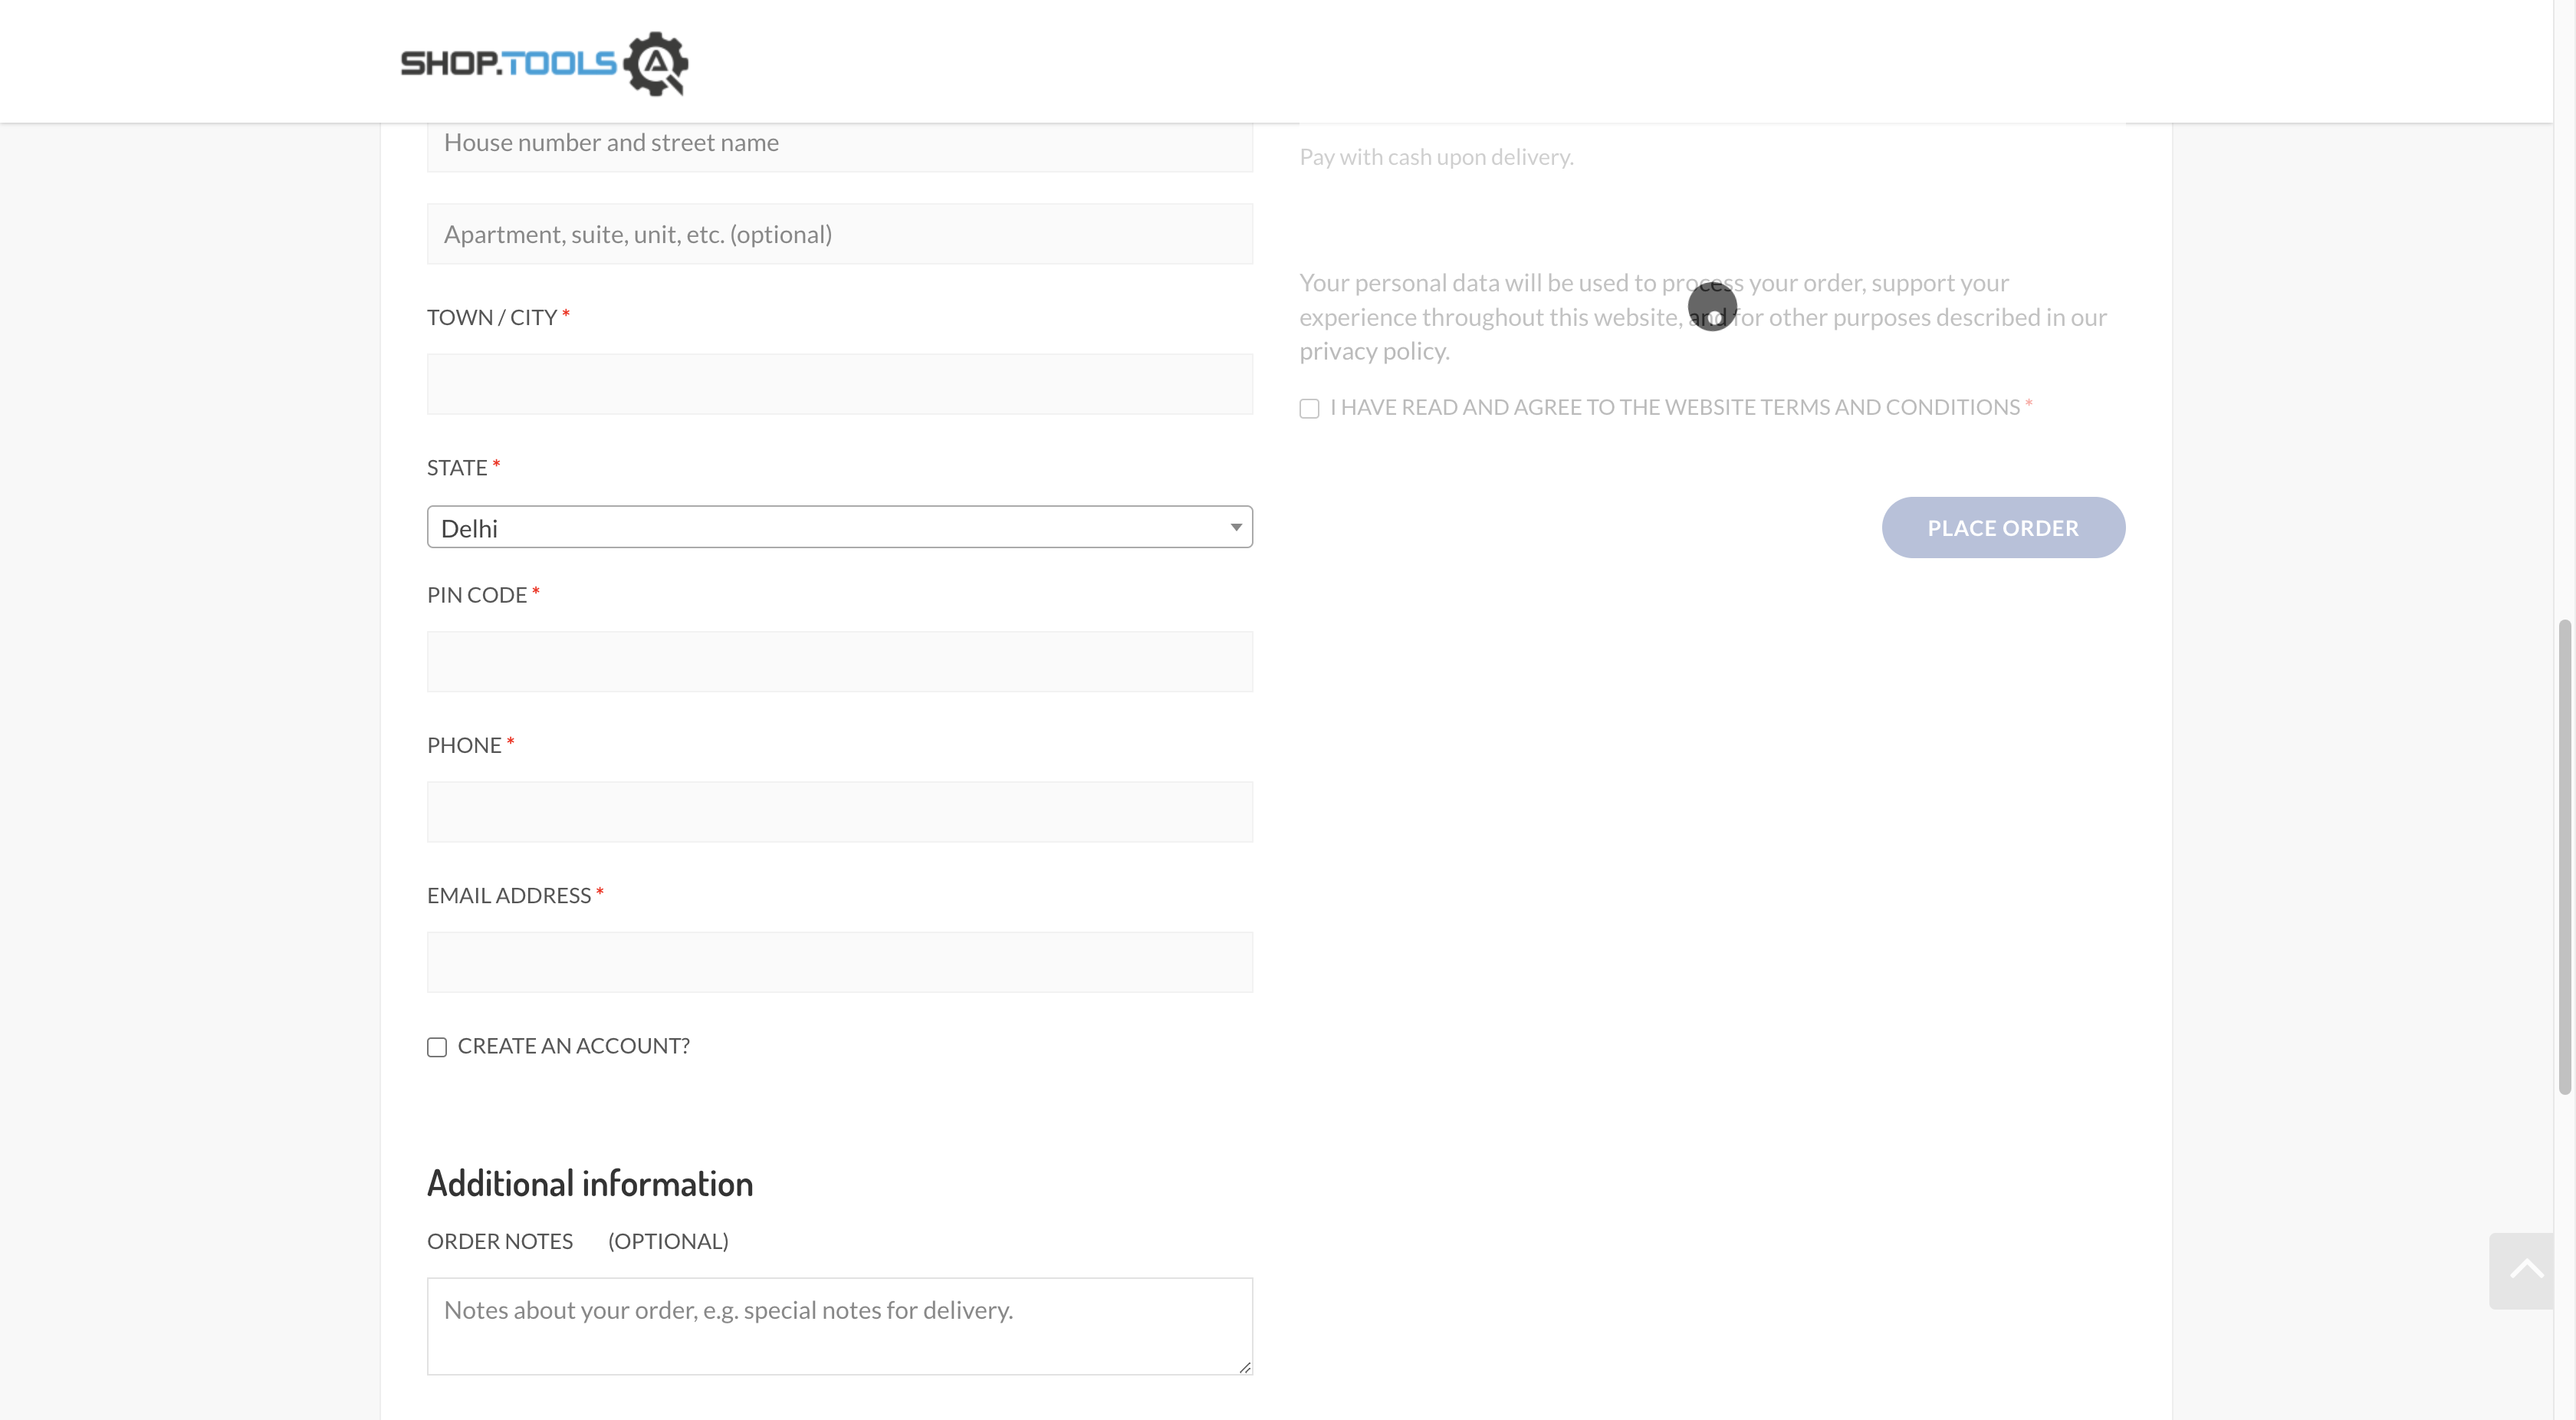 SHOP.TOOLS
House number and street name
Apartment, suite, unit, etc. (optional)
TOWN / CITY *
STATE *
Delhi
PIN CODE *
PHONE *
EMAIL ADDRESS *
CREATE AN ACCOUNT?
Additional information
ORDER NOTES (OPTIONAL)
Notes about your order, e.g. special notes for delivery.
Pay with cash upon delivery.
Your personal data will be used to process your order, support your
experience throughout this website, and for other purposes described in our
privacy policy.
I HAVE READ AND AGREE TO THE WEBSITE TERMS AND CONDITIONS *
PLACE ORDER